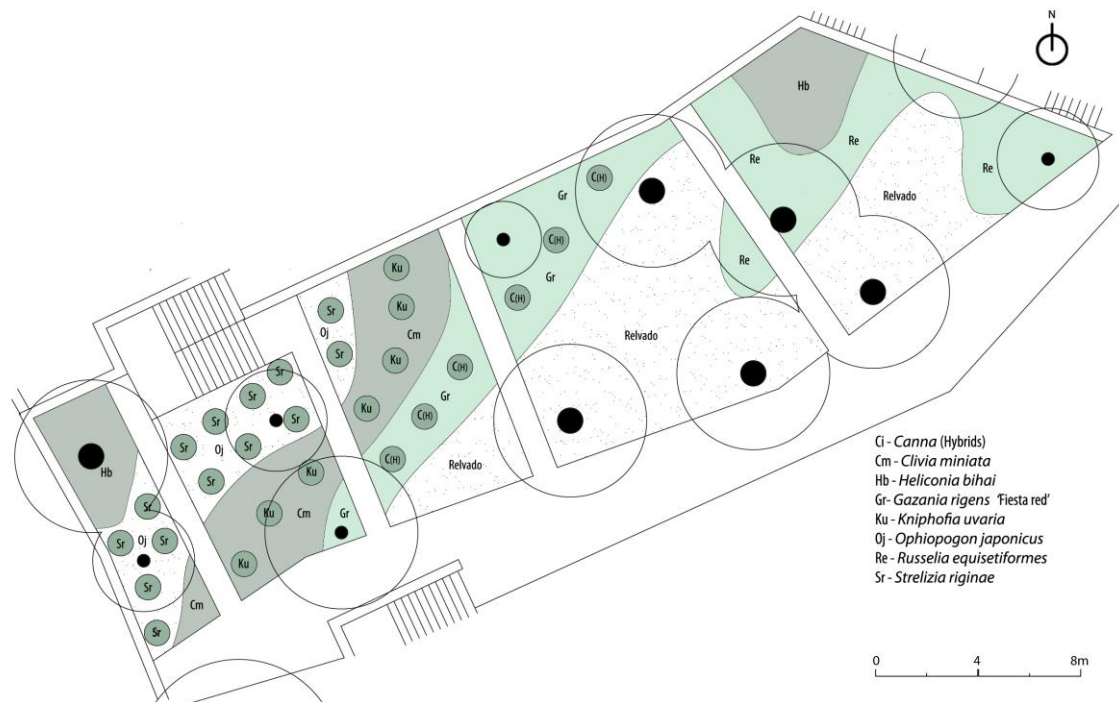 N
Hb
Re
Re
Re
Relvado
C(H)
Gr
C(H)
Gr
C(H)
Re
Relvado
Ku
Ku
Cm
Ku
Ku
Sr
Oj
Sr
C(H)
Gr
C(H)
C(H)
Relvado
Sr
Sr
Sr
Sr
Sr
Oj
Sr
Sr
Ku
Ku
Cm
Gr
Ku
Hb
Sr
Sr
Oj
Sr
Sr
Cm
Sr
Ci - Canna (Hybrids)
Cm - Clivia miniata
Hb - Heliconia bihai
Gr- Gazania rigens 'Fiesta red'
Ku - Kniphofia uvaria
Oj - Ophiopogon japonicus
Re - Russelia equisetiformes
Sr - Strelizia riginae
0 4 8m